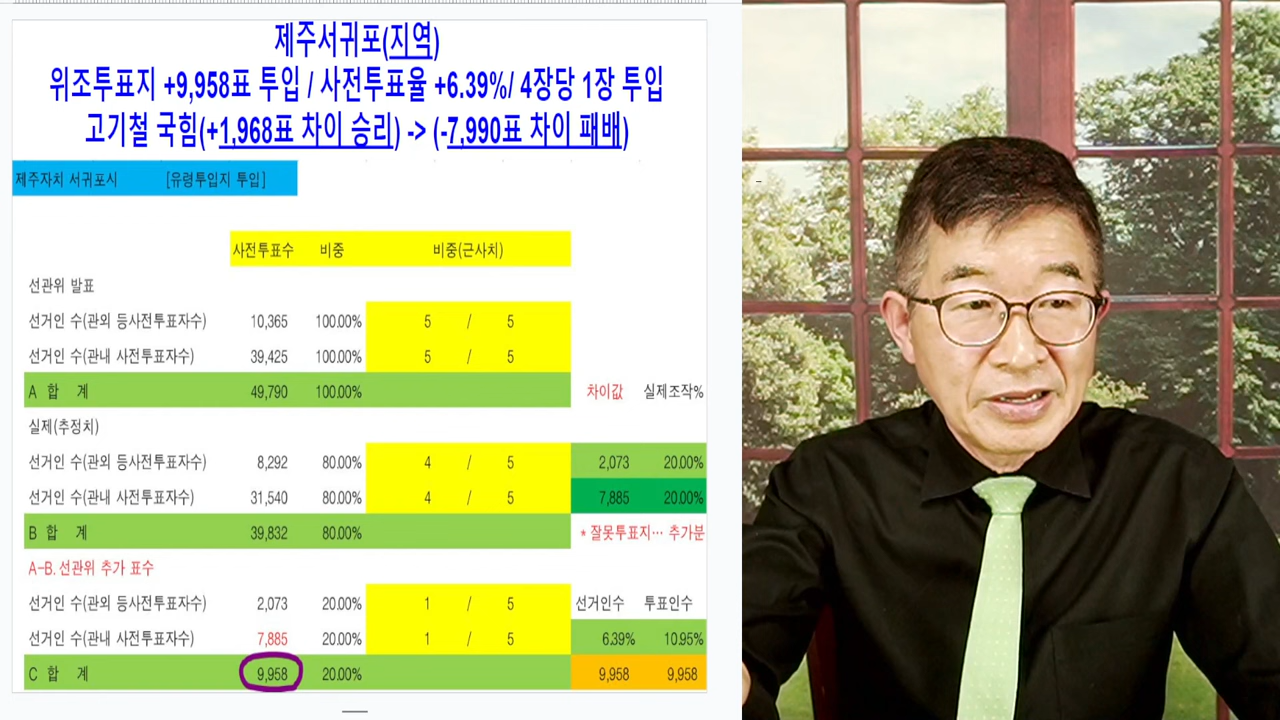 제주서귀포(지역)
위조투표지 +9,958표 투입 / 사전투표율 +6.39%/ 4장당 1장 투입
고기철 국힘(+1,968표 차이 승리) -> (-7,990표 차이 패배)
제주자치 서귀포시 [유령투입지 투입]
사전투표수 비중 비중(근사치)
선관위 발표
선거인 수(관외 등사전투표자수) 10,365 100.00% 5 / 5
선거인 수(관내 사전투표자수) 39,425 100.00% 5 / 5
A 합 계 49,790 100.00% 차이값 실제조작%
실제(추정치)
선거인 수(관외 등사전투표자수) 8,292 80.00% 4 / 5 2,073 20.00%
선거인 수(관내 사전투표자수) 31,540 80.00% 4 / 5 7,885 20.00%
B 합 계 39,832 80.00% * 잘못투표지… 추가분
A-B. 선관위 추가 표수
선거인 수(관외 등사전투표자수) 2,073 20.00% 1 / 5 선거인수 투표인수
선거인 수(관내 사전투표자수) 7,885 20.00% 1 / 5 6.39% 10.95%
C 합 계 9,958 20.00% 9,958 9,958